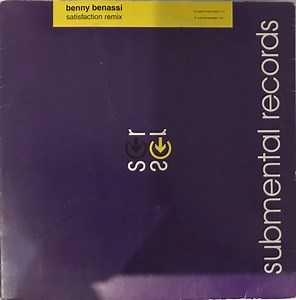 benny benassi
satisfaction remix
submental records